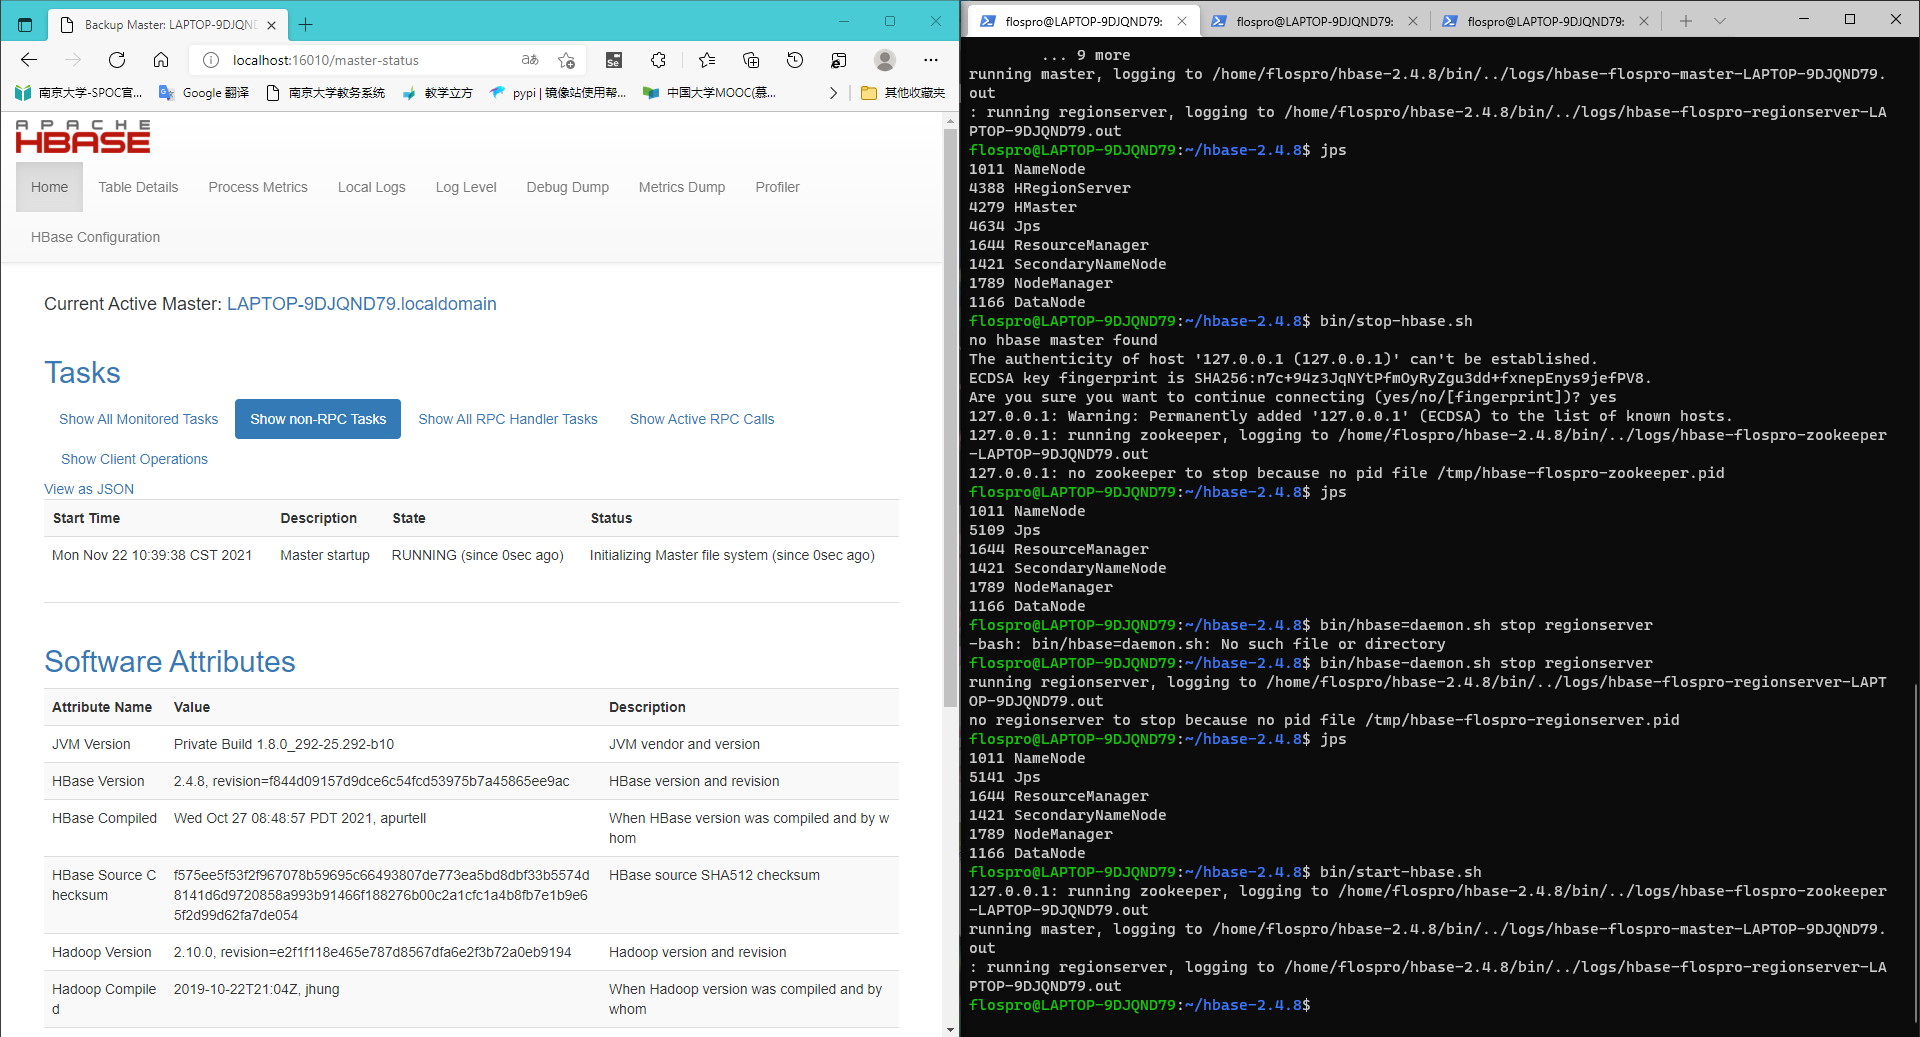 Backup Master: LAPTOP-9DJQND
localhost:16010/master-status
南京大学-SPOC官...
Google 翻译
南京大学教务系统
教学立方
pypi | 镜像站使用帮...
中国大学MOOC(慕...
其他收藏夹
APACHE
HBASE
Home
Table Details
Process Metrics
Local Logs
Log Level
Debug Dump
Metrics Dump
Profiler
HBase Configuration
Current Active Master: LAPTOP-9DJQND79.localdomain
Tasks
Show All Monitored Tasks
Show non-RPC Tasks
Show All RPC Handler Tasks
Show Active RPC Calls
Show Client Operations
View as JSON
Start Time Description State Status
Mon Nov 22 10:39:38 CST 2021 Master startup RUNNING (since 0sec ago) Initializing Master file system (since 0sec ago)
Software Attributes
Attribute Name Value Description
JVM Version Private Build 1.8.0_292-25.292-b10 JVM vendor and version
HBase Version 2.4.8, revision=f844d09157d9dce6c54fcd53975b7a45865ee9ac HBase version and revision
HBase Compiled Wed Oct 27 08:48:57 PDT 2021, apurtell When HBase version was compiled and by w
hom
HBase Source C f575ee5f53f2f967078b59695c66493807de773ea5bd8dbf33b5574d HBase source SHA512 checksum
hecksum 8141d6d9720858a993b91466f188276b00c2a1cfc1a4b8fb7e1b9e6
5f2d99d62fa7de054
Hadoop Version 2.10.0, revision=e2f1f118e465e787d8567dfa6e2f3b72a0eb9194 Hadoop version and revision
Hadoop Compile 2019-10-22T21:04Z, jhung When Hadoop version was compiled and by
d whom
flospro@LAPTOP-9DJQND79:
flospro@LAPTOP-9DJQND79:
flospro@LAPTOP-9DJQND79:
... 9 more
running master, logging to /home/flospro/hbase-2.4.8/bin/../logs/hbase-flospro-master-LAPTOP-9DJQND79.
out
: running regionserver, logging to /home/flospro/hbase-2.4.8/bin/../logs/hbase-flospro-regionserver-LA
PTOP-9DJQND79.out
flospro@LAPTOP-9DJQND79:~/hbase-2.4.8$ jps
1011 NameNode
4388 HRegionServer
4279 HMaster
4634 Jps
1644 ResourceManager
1421 SecondaryNameNode
1789 NodeManager
1166 DataNode
flospro@LAPTOP-9DJQND79:~/hbase-2.4.8$ bin/stop-hbase.sh
no hbase master found
The authenticity of host '127.0.0.1 (127.0.0.1)' can't be established.
ECDSA key fingerprint is SHA256:n7c+94z3JqNYtPfmOyRyZgu3dd+fxnepEnys9jefPV8.
Are you sure you want to continue connecting (yes/no/[fingerprint])? yes
127.0.0.1: Warning: Permanently added '127.0.0.1' (ECDSA) to the list of known hosts.
127.0.0.1: running zookeeper, logging to /home/flospro/hbase-2.4.8/bin/../logs/hbase-flospro-zookeeper
-LAPTOP-9DJQND79.out
127.0.0.1: no zookeeper to stop because no pid file /tmp/hbase-flospro-zookeeper.pid
flospro@LAPTOP-9DJQND79:~/hbase-2.4.8$ jps
1011 NameNode
5109 Jps
1644 ResourceManager
1421 SecondaryNameNode
1789 NodeManager
1166 DataNode
flospro@LAPTOP-9DJQND79:~/hbase-2.4.8$ bin/hbase=daemon.sh stop regionserver
-bash: bin/hbase=daemon.sh: No such file or directory
flospro@LAPTOP-9DJQND79:~/hbase-2.4.8$ bin/hbase-daemon.sh stop regionserver
running regionserver, logging to /home/flospro/hbase-2.4.8/bin/../logs/hbase-flospro-regionserver-LAPT
OP-9DJQND79.out
no regionserver to stop because no pid file /tmp/hbase-flospro-regionserver.pid
flospro@LAPTOP-9DJQND79:~/hbase-2.4.8$ jps
1011 NameNode
5141 Jps
1644 ResourceManager
1421 SecondaryNameNode
1789 NodeManager
1166 DataNode
flospro@LAPTOP-9DJQND79:~/hbase-2.4.8$ bin/start-hbase.sh
127.0.0.1: running zookeeper, logging to /home/flospro/hbase-2.4.8/bin/../logs/hbase-flospro-zookeeper
-LAPTOP-9DJQND79.out
running master, logging to /home/flospro/hbase-2.4.8/bin/../logs/hbase-flospro-master-LAPTOP-9DJQND79.
out
: running regionserver, logging to /home/flospro/hbase-2.4.8/bin/../logs/hbase-flospro-regionserver-LA
PTOP-9DJQND79.out
flospro@LAPTOP-9DJQND79:~/hbase-2.4.8$